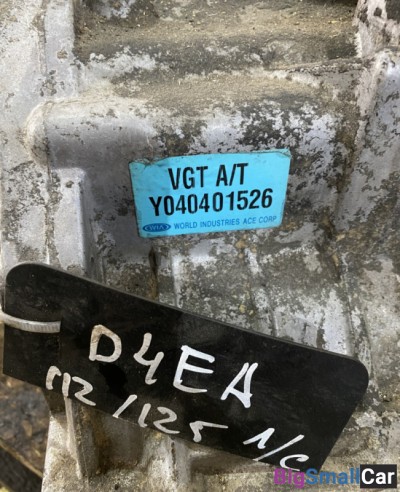 VGT A/T
Y040401526
WIA WORLD INDUSTRIES ACE CORP
D4EA
112/125 N/C
BigSmallCar